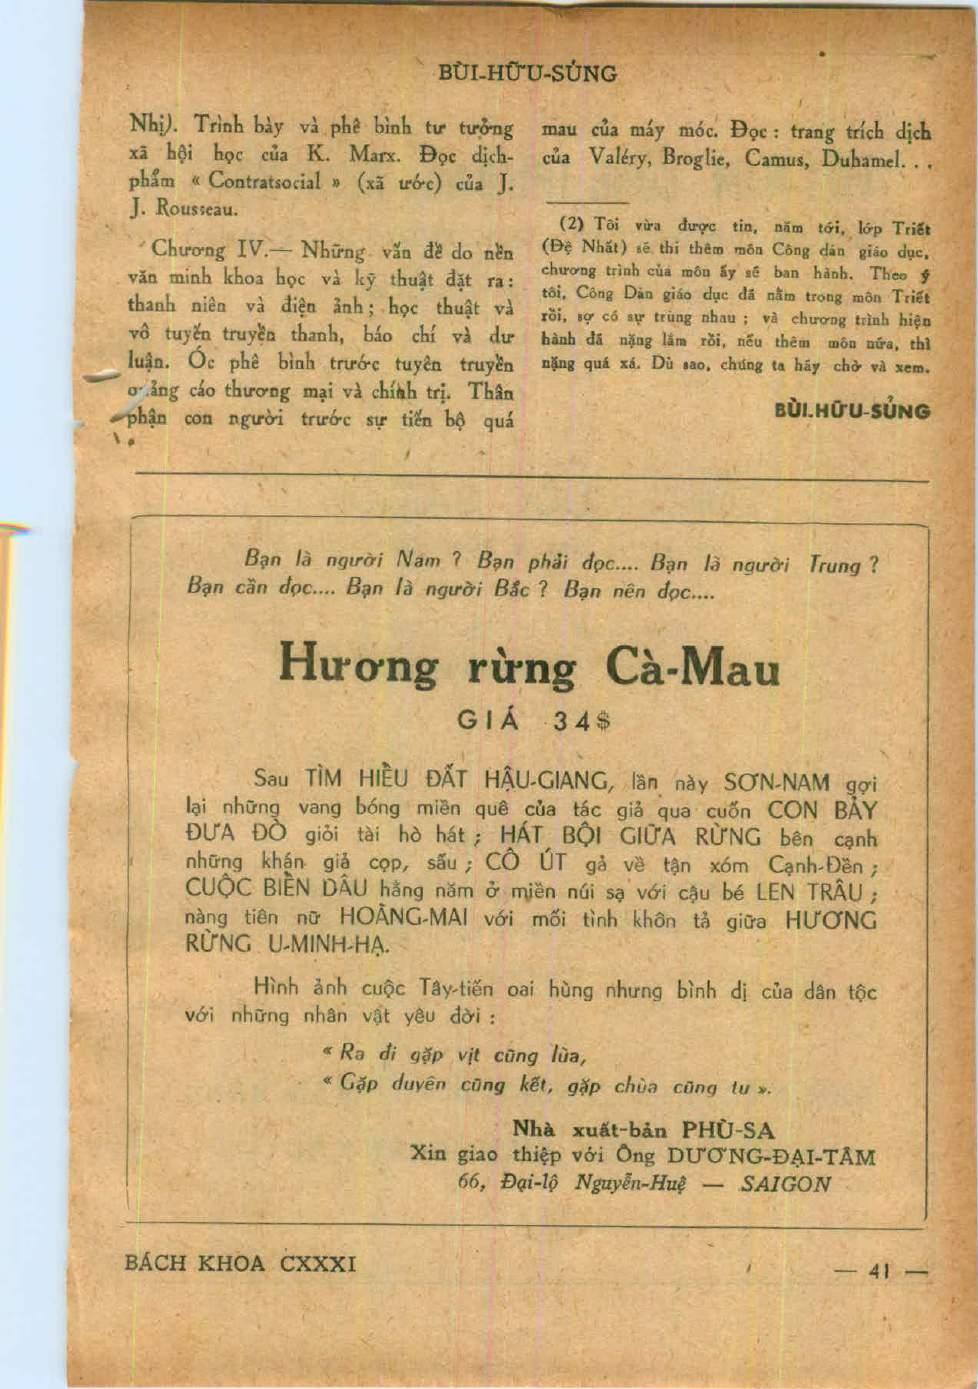 BÙI-HỮU-SỦNG
Nhị). Trình bày và phê bình tư tưởng
xã hội học của K. Marx. Đọc dịch-
phẩm « Contratsocial » (xã ước) của J.
J. Rousseau.
Chương IV.— Những vấn đề do nền
văn minh khoa học và kỹ thuật đặt ra :
thanh niên và điện ảnh ; học thuật và
vô tuyến truyền thanh, báo chí và dư
luận. Óc phê bình trước tuyên truyền
quảng cáo thương mại và chính trị. Thân
phận con người trước sự tiến bộ quá
mau của máy móc. Đọc : trang trích dịch
của Valéry, Broglie, Camus, Duhamel. . .
(2) Tôi vừa được tin, năm tới, lớp Triết
(Đệ Nhất) sẽ thi thêm môn Công dân giáo dục,
chương trình của môn ấy sẽ ban hành. Theo ý
tôi, Công Dân giáo dục đã nằm trong môn Triết
rồi, sợ có sự trùng nhau ; và chương trình hiện
hành đã nặng lắm rồi, nếu thêm môn nữa, thì
nặng quá xá. Dù sao, chúng ta hãy chờ và xem.
BÙI.HỮU-SỦNG
Bạn là người Nam ? Bạn phải đọc.... Bạn là người Trung ?
Bạn cần đọc.... Bạn là người Bắc ? Bạn nên đọc....
Hương rừng Cà-Mau
GIÁ 34$
Sau TÌM HIỀU ĐẤT HẬU-GIANG, lần này SƠN-NAM gợi
lại những vang bóng miền quê của tác giả qua cuốn CON BẢY
ĐƯA ĐÒ giỏi tài hò hát ; HÁT BỘI GIỮA RỪNG bên cạnh
những khán giả cọp, sấu ; CÔ ÚT gả về tận xóm Cạnh-Đền ;
CUỘC BIỀN DÂU hằng năm ở miền núi sạ với cậu bé LEN TRÂU ;
nàng tiên nữ HOÀNG-MAI với mối tình khôn tả giữa HƯƠNG
RỪNG U-MINH-HẠ.
Hình ảnh cuộc Tây-tiến oai hùng nhưng bình dị của dân tộc
với những nhân vật yêu đời :
« Ra đi gặp vịt cũng lùa,
« Gặp duyên cũng kết, gặp chùa cũng tu ».
Nhà xuất-bản PHÙ-SA
Xin giao thiệp với Ông DƯƠNG-ĐẠI-TÂM
66, Đại-lộ Nguyễn-Huệ — SAIGON
BÁCH KHOA CXXXI
— 41 —